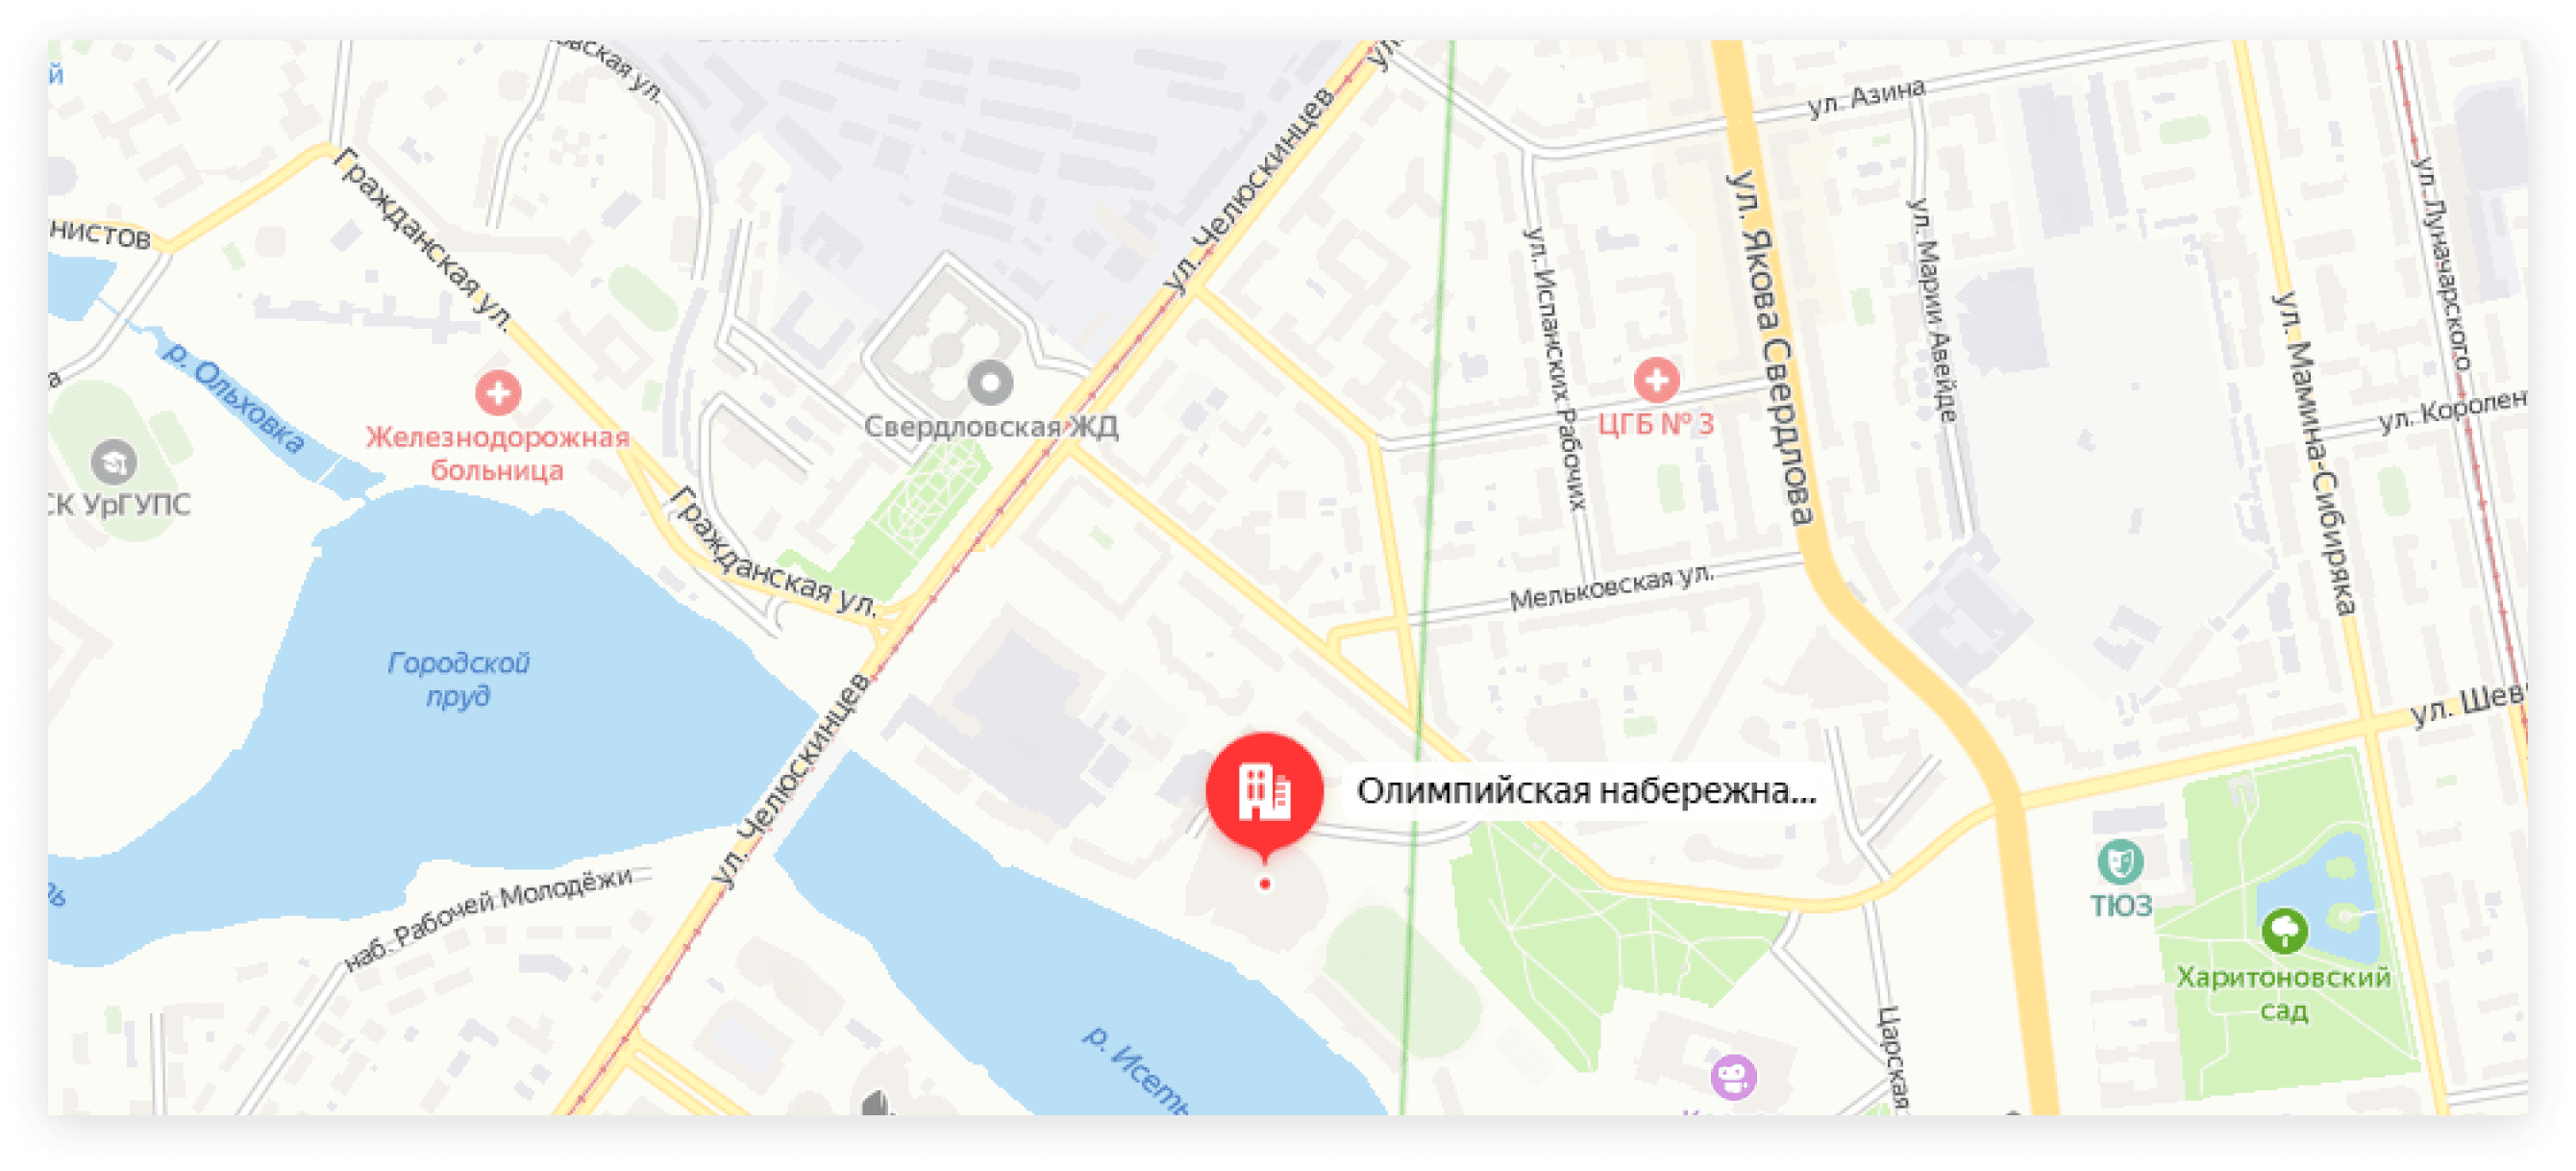 вская ул.
й
ул. Азина
ул. Челюскинцев
Гражданская ул.
ул. Якова Свердлова
ул. Луначарского
нистов
ул. Марии Авейде
ул. Испанских Рабочих
ул. Мамина-Сибиряка
р. Ольховка
а
ЦГБ № 3
ул. Королен
Железнодорожная
больница
Свердловская ЖД
СК УрГУПС
Гражданская ул.
Мельковская ул.
Городской
пруд
ул. Шев
ул. Челюскинцев
Олимпийская набережна...
наб. Рабочей Молодёжи
ь
ТЮЗ
Харитоновский
сад
р. Исеть
Царская